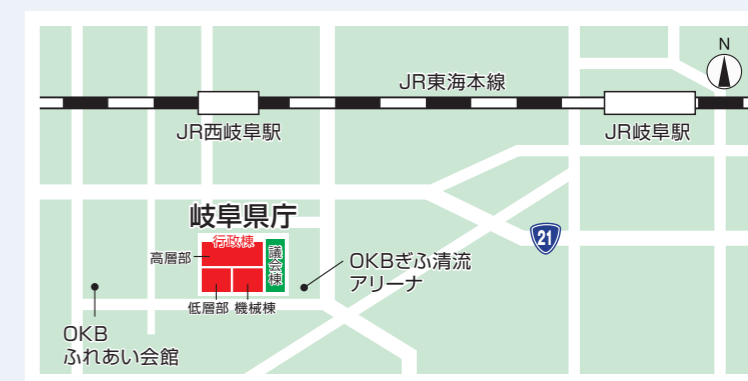 N
JR東海本線
JR西岐阜駅
JR岐阜駅
岐阜県庁
行政棟
高層部
議会棟
21
OKBぎふ清流
アリーナ
低層部
機械棟
OKB
ふれあい会館